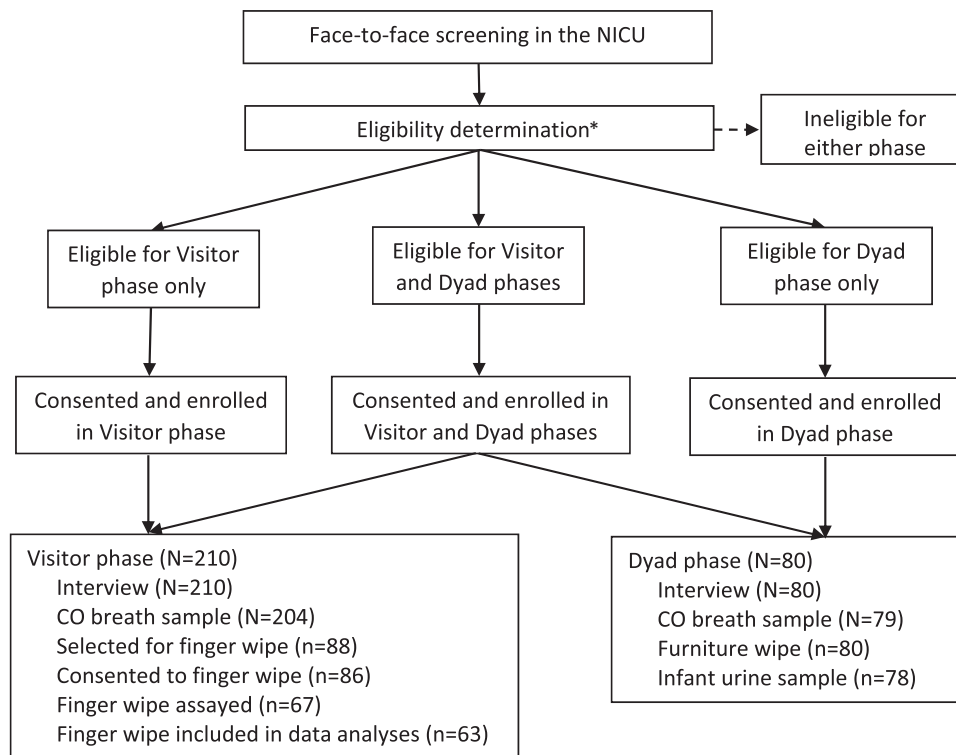 Face-to-face screening in the NICU
Eligibility determination*
Ineligible for
either phase
Eligible for Visitor
phase only
Eligible for Visitor
and Dyad phases
Eligible for Dyad
phase only
Consented and enrolled
in Visitor phase
Consented and enrolled in
Visitor and Dyad phases
Consented and enrolled
in Dyad phase
Visitor phase (N=210)
Interview (N=210)
CO breath sample (N=204)
Selected for finger wipe (n=88)
Consented to finger wipe (n=86)
Finger wipe assayed (n=67)
Finger wipe included in data analyses (n=63)
Dyad phase (N=80)
Interview (N=80)
CO breath sample (N=79)
Furniture wipe (n=80)
Infant urine sample (n=78)